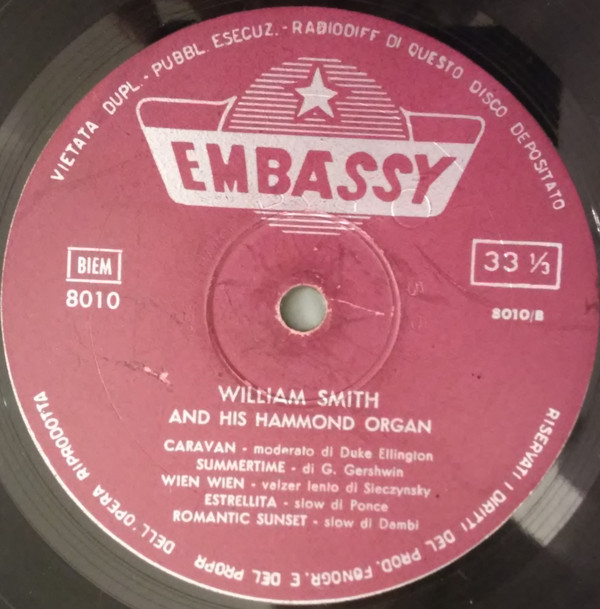 VIETATA DUPL. - PUBBL. ESECUZ. - RADIODIFF DI QUESTO DISCO DEPOSITATO
EMBASSY
BIEM
8010
33 1/3
8010/B
WILLIAM SMITH
AND HIS HAMMOND ORGAN
CARAVAN - moderato di Duke Ellington
SUMMERTIME - di G. Gershwin
WIEN WIEN - valzer lento di Sieczynsky
ESTRELLITA - slow di Ponce
ROMANTIC SUNSET - slow di Dambi
RISERVATI I DIRITTI DEL PROD. FONOGR. E DEL PROPR DELL'OPERA RIPRODOTTA